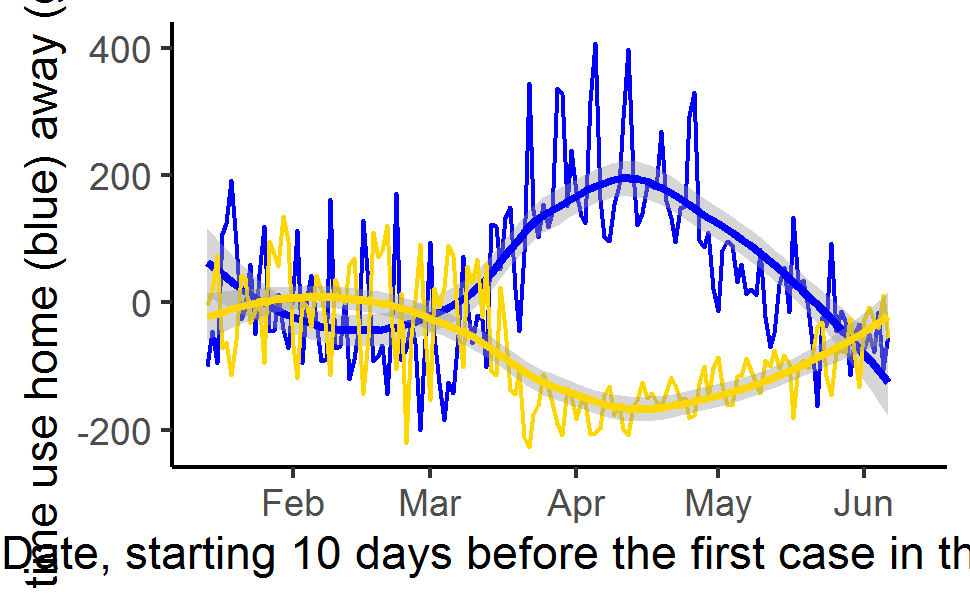 time use home (blue) away (
400
200
0
-200
Feb Mar Apr May Jun
Date, starting 10 days before the first case in th